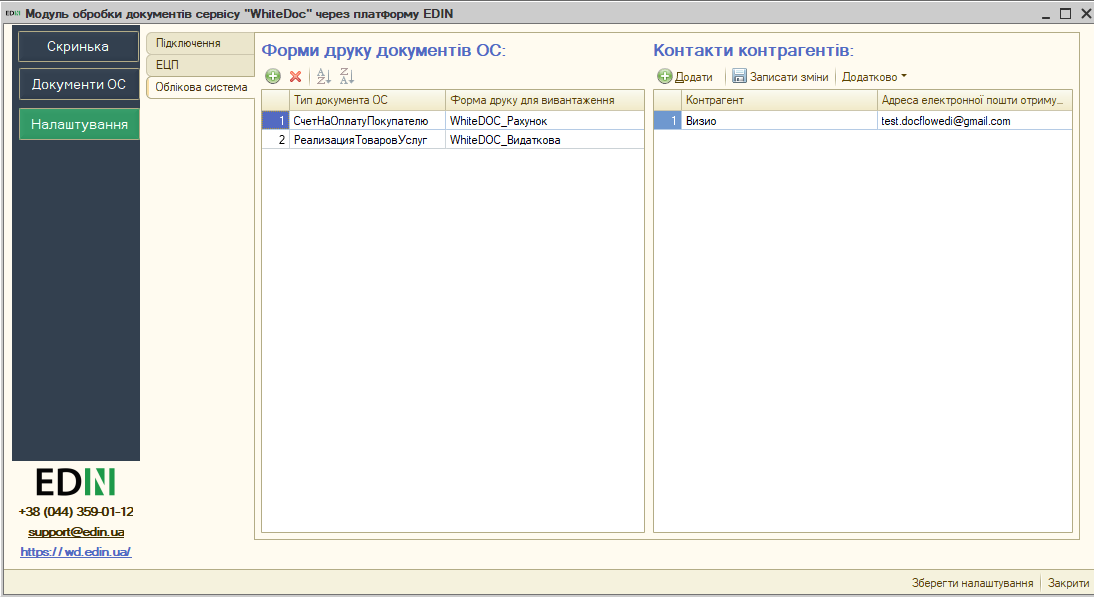 EDIN Модуль обробки документів сервісу "WhiteDoc" через платформу EDIN
Скринька
Документи ОС
Налаштування
Підключення
ЕЦП
Облікова система
Форми друку документів ОС:
Тип документа ОС Форма друку для вивантаження
1 СчетНаОплатуПокупателю WhiteDOC_Рахунок
2 РеализацияТоваровУслуг WhiteDOC_Видаткова
Контакти контрагентів:
Додати Записати зміни Додатково
Контрагент Адреса електронної пошти отриму...
1 Визио test.docflowedi@gmail.com
EDIN
+38 (044) 359-01-12
support@edin.ua
https://wd.edin.ua/
Зберегти налаштування Закрити